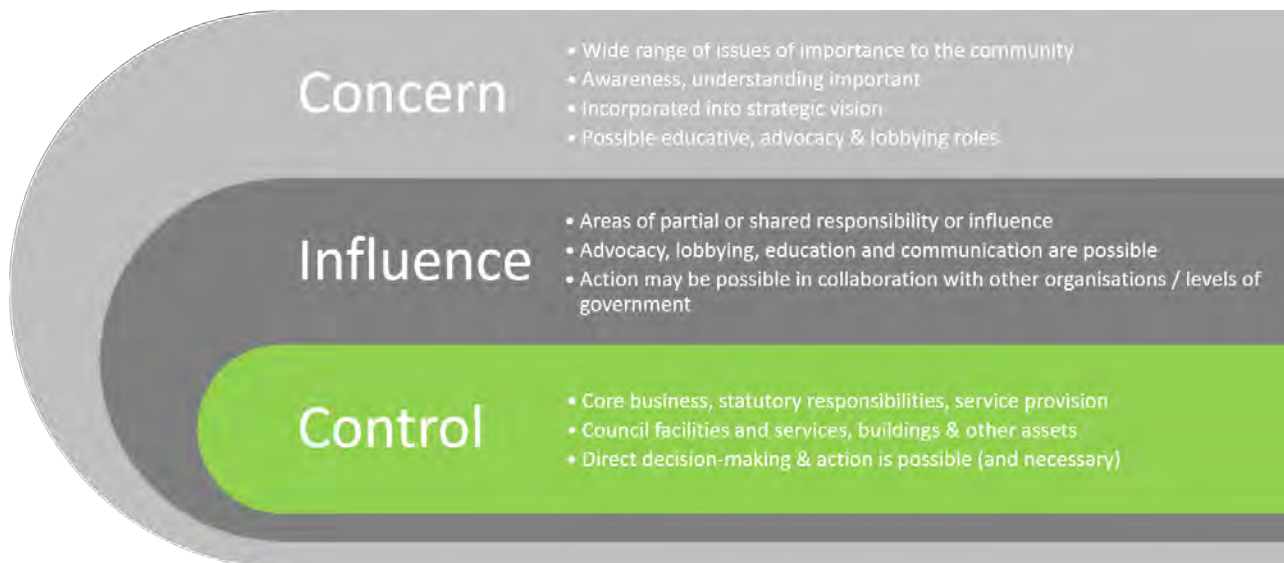 Concern
• Wide range of issues of importance to the community
• Awareness, understanding important
• Incorporated into strategic vision
• Possible educative, advocacy & lobbying roles
Influence
• Areas of partial or shared responsibility or influence
• Advocacy, lobbying, education and communication are possible
• Action may be possible in collaboration with other organisations / levels of
government
Control
• Core business, statutory responsibilities, service provision
• Council facilities and services, buildings & other assets
• Direct decision-making & action is possible (and necessary)